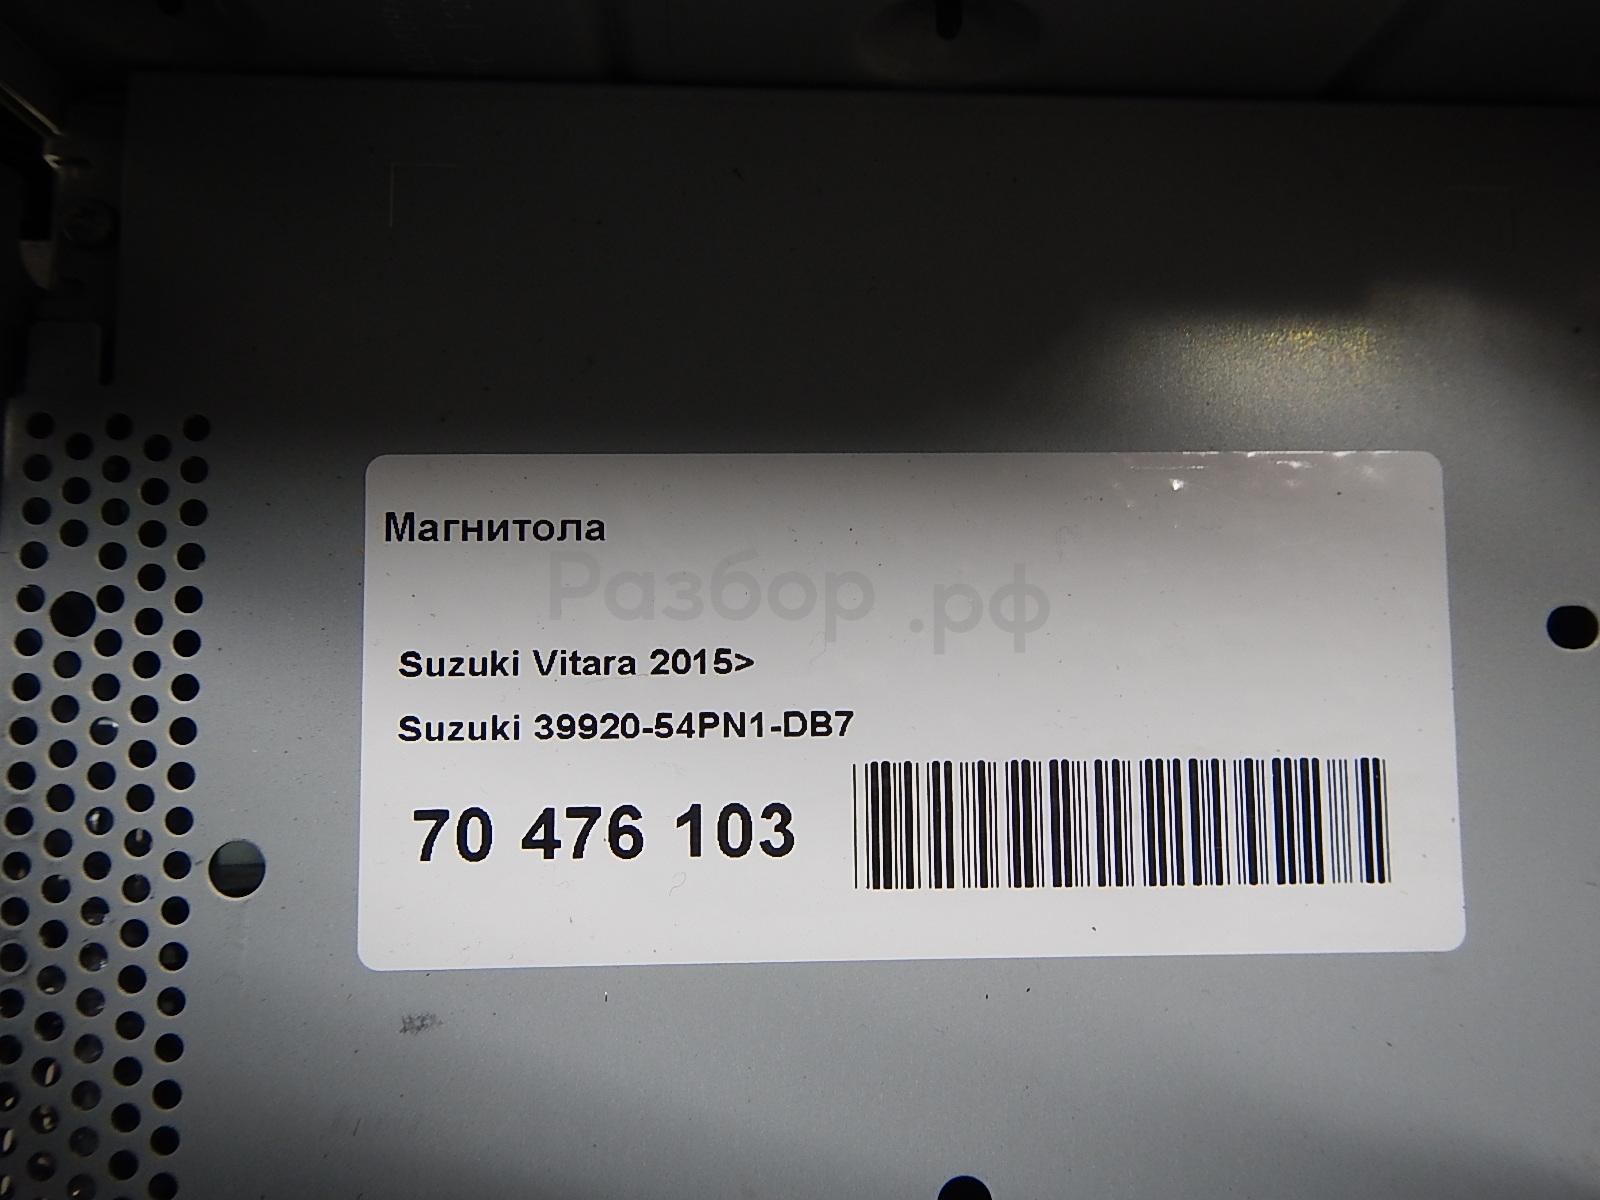 Магнитола
Разбор.рф
Suzuki Vitara 2015>
Suzuki 39920-54PN1-DB7
70 476 103